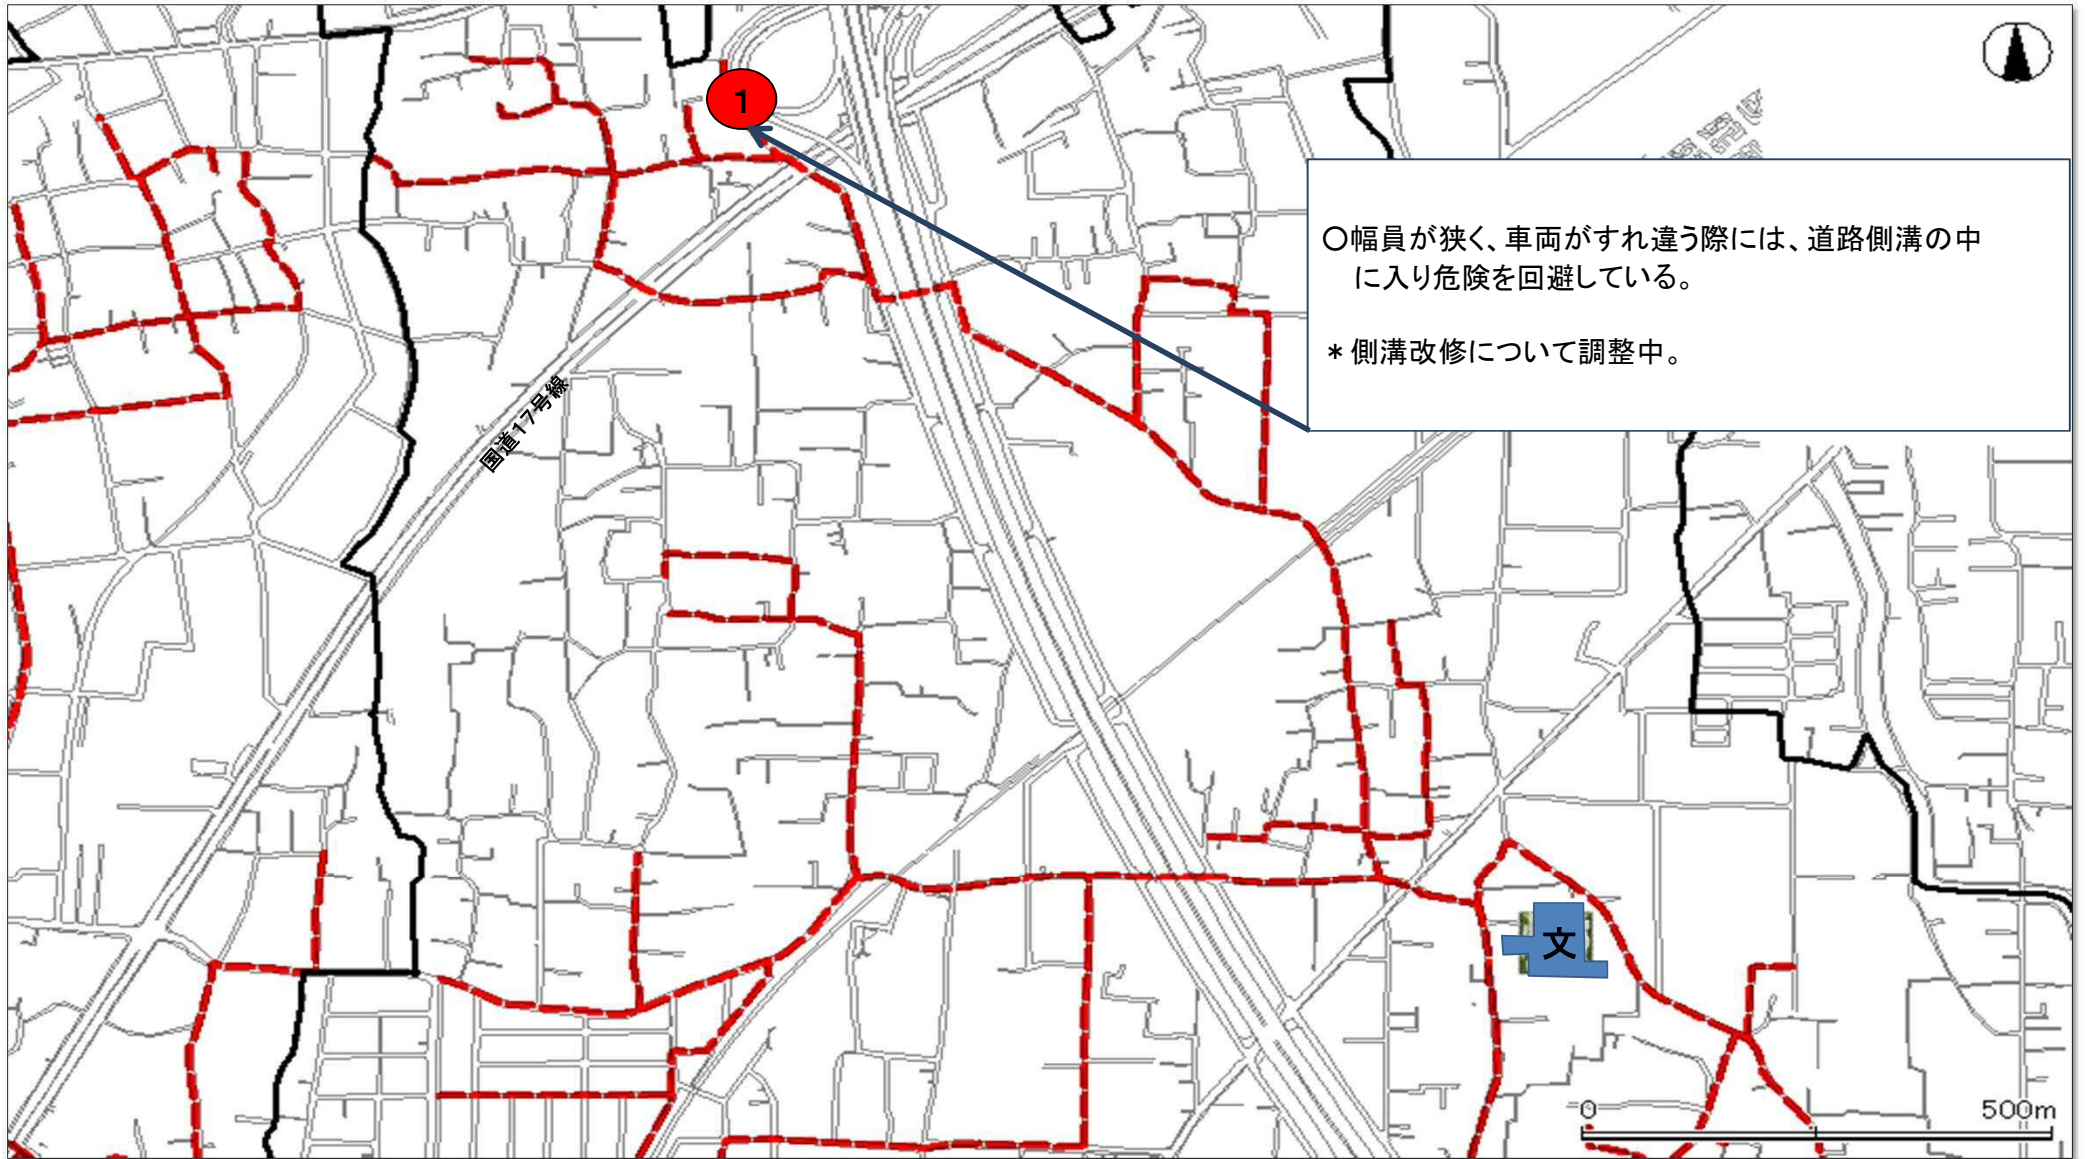 1
○幅員が狭く、車両がすれ違う際には、道路側溝の中
に入り危険を回避している。
＊側溝改修について調整中。
国道17号線
文
0 500m